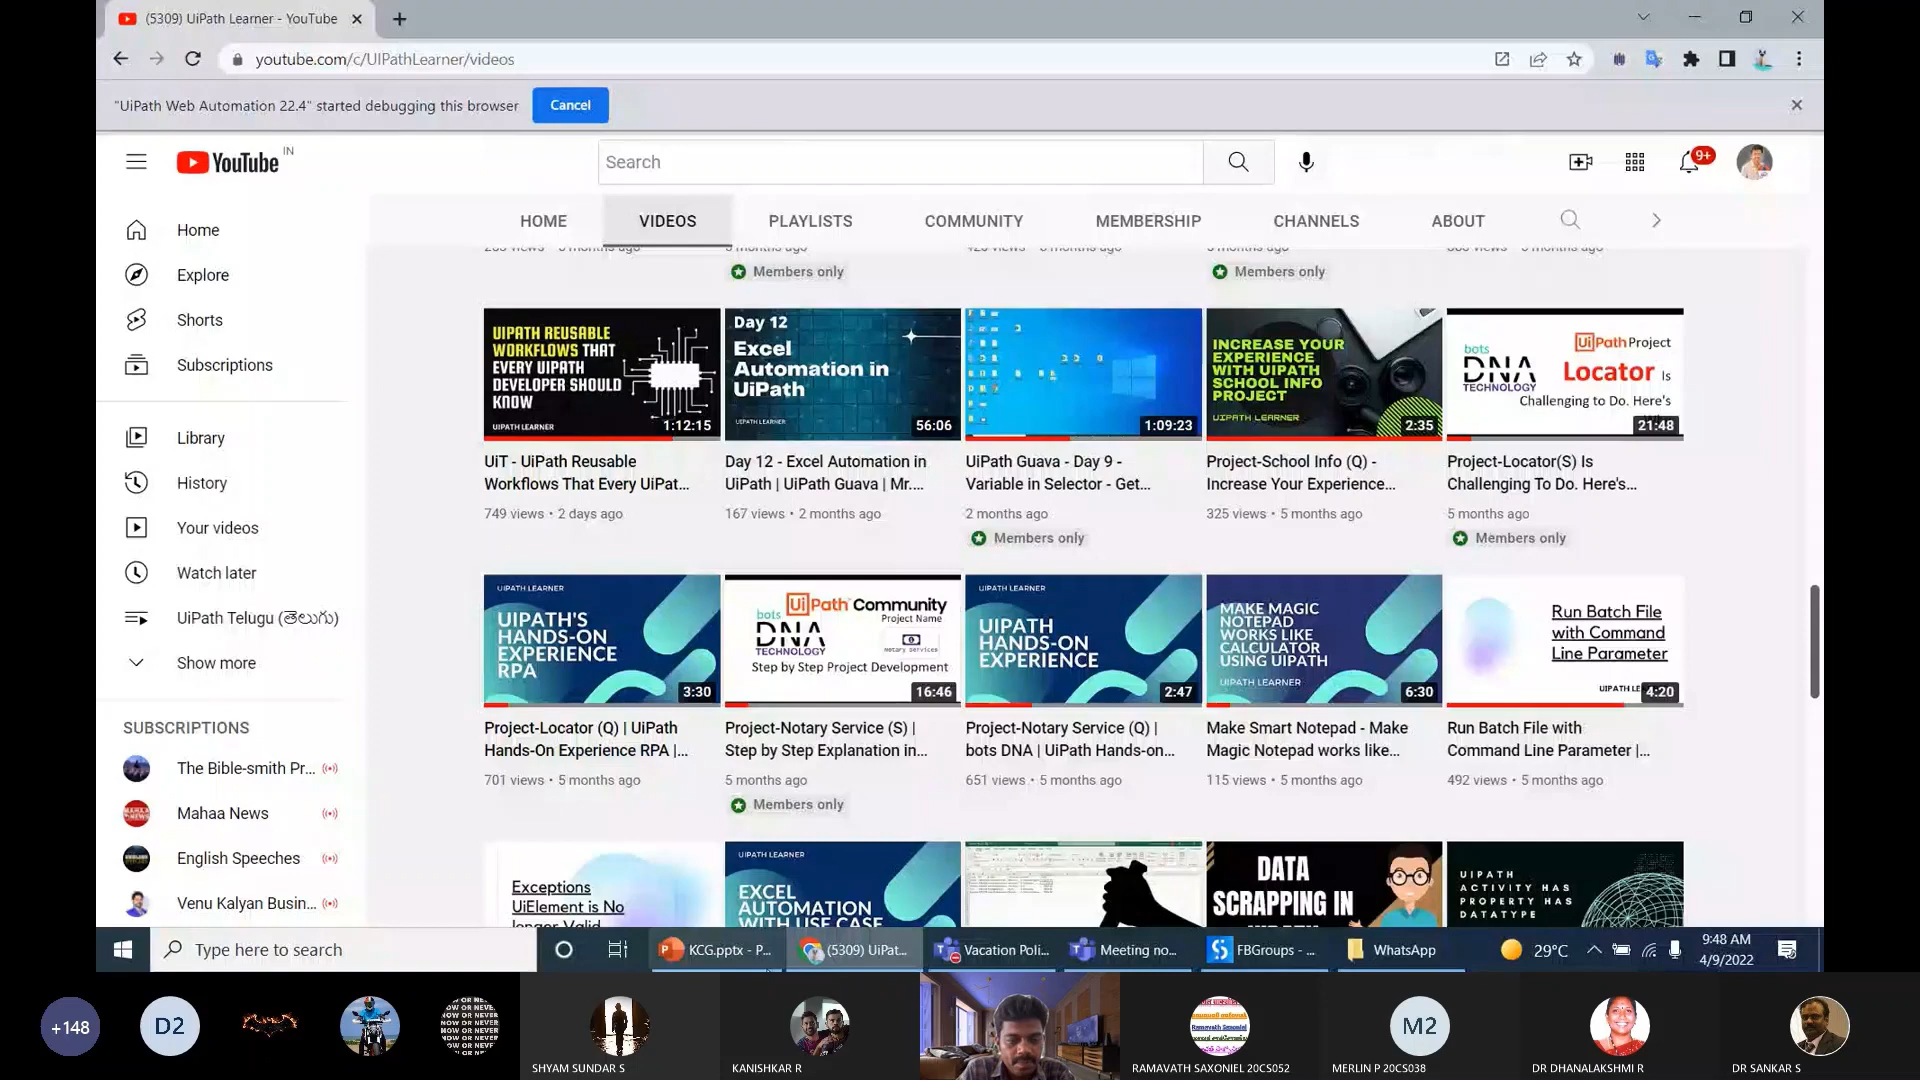 (5309) UiPath Learner - YouTube
youtube.com/c/UIPathLearner/videos
"UiPath Web Automation 22.4" started debugging this browser
Cancel
YouTube IN
Search
9+
HOME
VIDEOS
PLAYLISTS
COMMUNITY
MEMBERSHIP
CHANNELS
ABOUT
Home
Explore
Shorts
Subscriptions
Library
History
Your videos
Watch later
UiPath Telugu (తెలుగు)
Show more
SUBSCRIPTIONS
The Bible-smith Pr...
Mahaa News
English Speeches
Venu Kalyan Busin...
Members only
Members only
UIPATH REUSABLE
WORKFLOWS THAT
EVERY UIPATH
DEVELOPER SHOULD
KNOW
UIPATH LEARNER
1:12:15
UiT - UiPath Reusable
Workflows That Every UiPat...
749 views • 2 days ago
Day 12
Excel
Automation in
UiPath
UIPATH LEARNER
56:06
Day 12 - Excel Automation in
UiPath | UiPath Guava | Mr....
167 views • 2 months ago
1:09:23
UiPath Guava - Day 9 -
Variable in Selector - Get...
2 months ago
Members only
INCREASE YOUR
EXPERIENCE
WITH UIPATH
SCHOOL INFO
PROJECT
UIPATH LEARNER
2:35
Project-School Info (Q) -
Increase Your Experience...
325 views • 5 months ago
bots
DNA
TECHNOLOGY
UiPath Project
Locator Is
Challenging to Do. Here's
21:48
Project-Locator(S) Is
Challenging To Do. Here's...
5 months ago
Members only
UIPATH LEARNER
UIPATH'S
HANDS-ON
EXPERIENCE
RPA
3:30
Project-Locator (Q) | UiPath
Hands-On Experience RPA |...
701 views • 5 months ago
UiPath Community
Project Name
bots
DNA
TECHNOLOGY
Notary Services
Step by Step Project Development
16:46
Project-Notary Service (S) |
Step by Step Explanation in...
5 months ago
Members only
UIPATH LEARNER
UIPATH
HANDS-ON
EXPERIENCE
2:47
Project-Notary Service (Q) |
bots DNA | UiPath Hands-on...
651 views • 5 months ago
MAKE MAGIC
NOTEPAD
WORKS LIKE
CALCULATOR
USING UIPATH
UIPATH LEARNER
6:30
Make Smart Notepad - Make
Magic Notepad works like...
115 views • 5 months ago
Run Batch File
with Command
Line Parameter
4:20
Run Batch File with
Command Line Parameter |...
492 views • 5 months ago
Exceptions
UiElement is No
UIPATH LEARNER
EXCEL
AUTOMATION
WITH USE CASE
DATA
SCRAPPING IN
UIPATH
ACTIVITY HAS
PROPERTY HAS
DATATYPE
Type here to search
KCG.pptx - P...
(5309) UiPat...
Vacation Poli...
Meeting no...
FBGroups - ...
WhatsApp
29°C
9:48 AM
4/9/2022
+148
D2
NOW OR NEVER
SHYAM SUNDAR S
KANISHKAR R
RAMAVATH SAXONIEL 20CS052
M2
MERLIN P 20CS038
DR DHANALAKSHMI R
DR SANKAR S